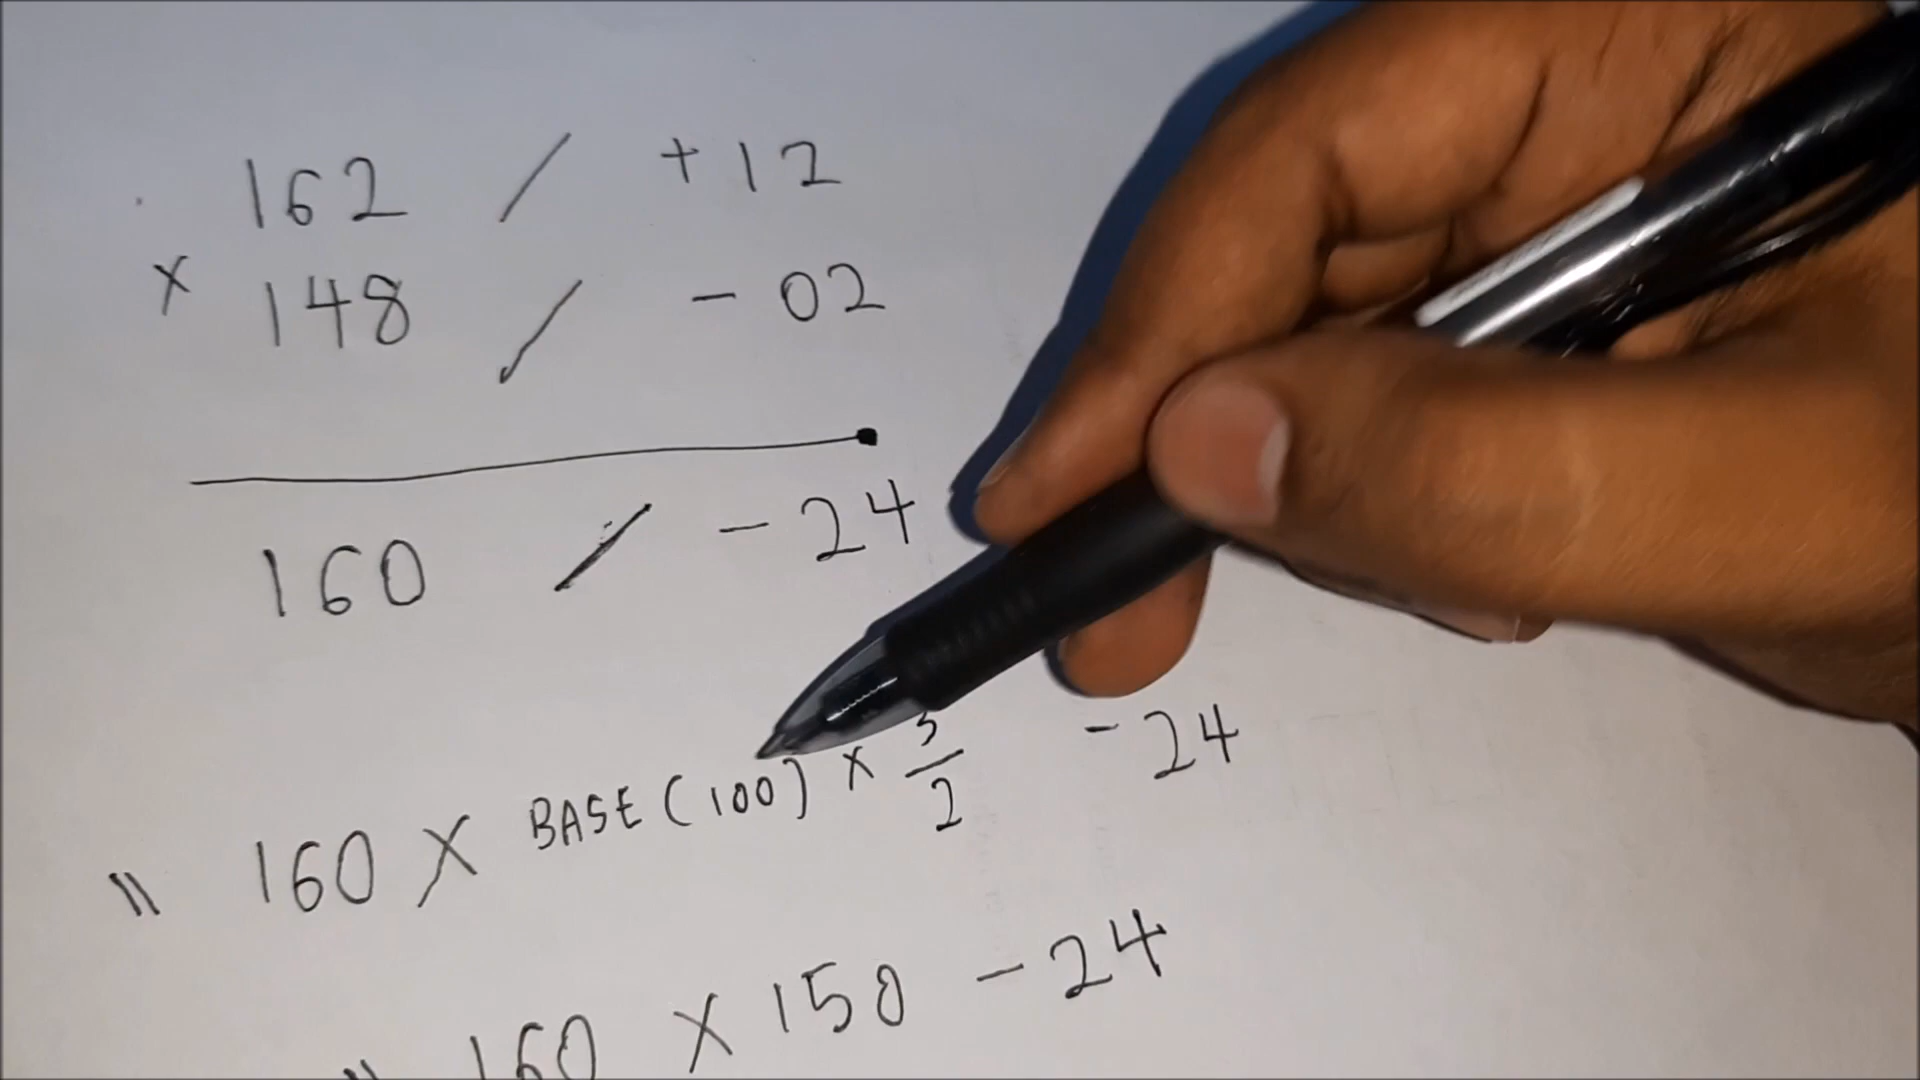 162 / +12
× 148 / - 02
160 / - 24
\\ 160 × BASE (100) × 3/2 - 24
\\ 160 × 150 - 24